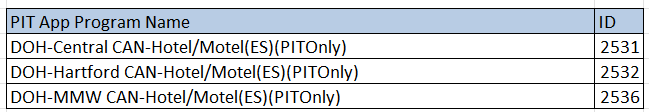 PIT App Program Name ID
DOH-Central CAN-Hotel/Motel(ES)(PITOnly) 2531
DOH-Hartford CAN-Hotel/Motel(ES)(PITOnly) 2532
DOH-MMW CAN-Hotel/Motel(ES)(PITOnly) 2536